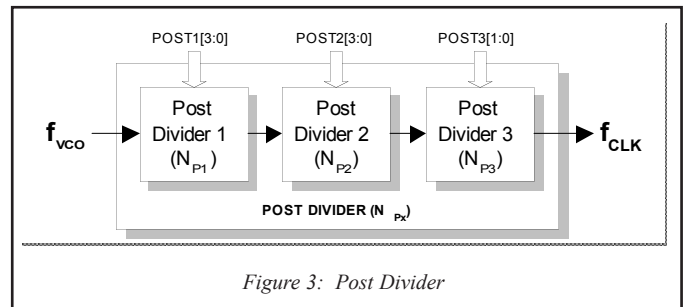 POST1[3:0] POST2[3:0] POST3[1:0]
Post Divider 1 (NP1)
Post Divider 2 (NP2)
Post Divider 3 (NP3)
fVCO
fCLK
POST DIVIDER (N Px)
Figure 3: Post Divider